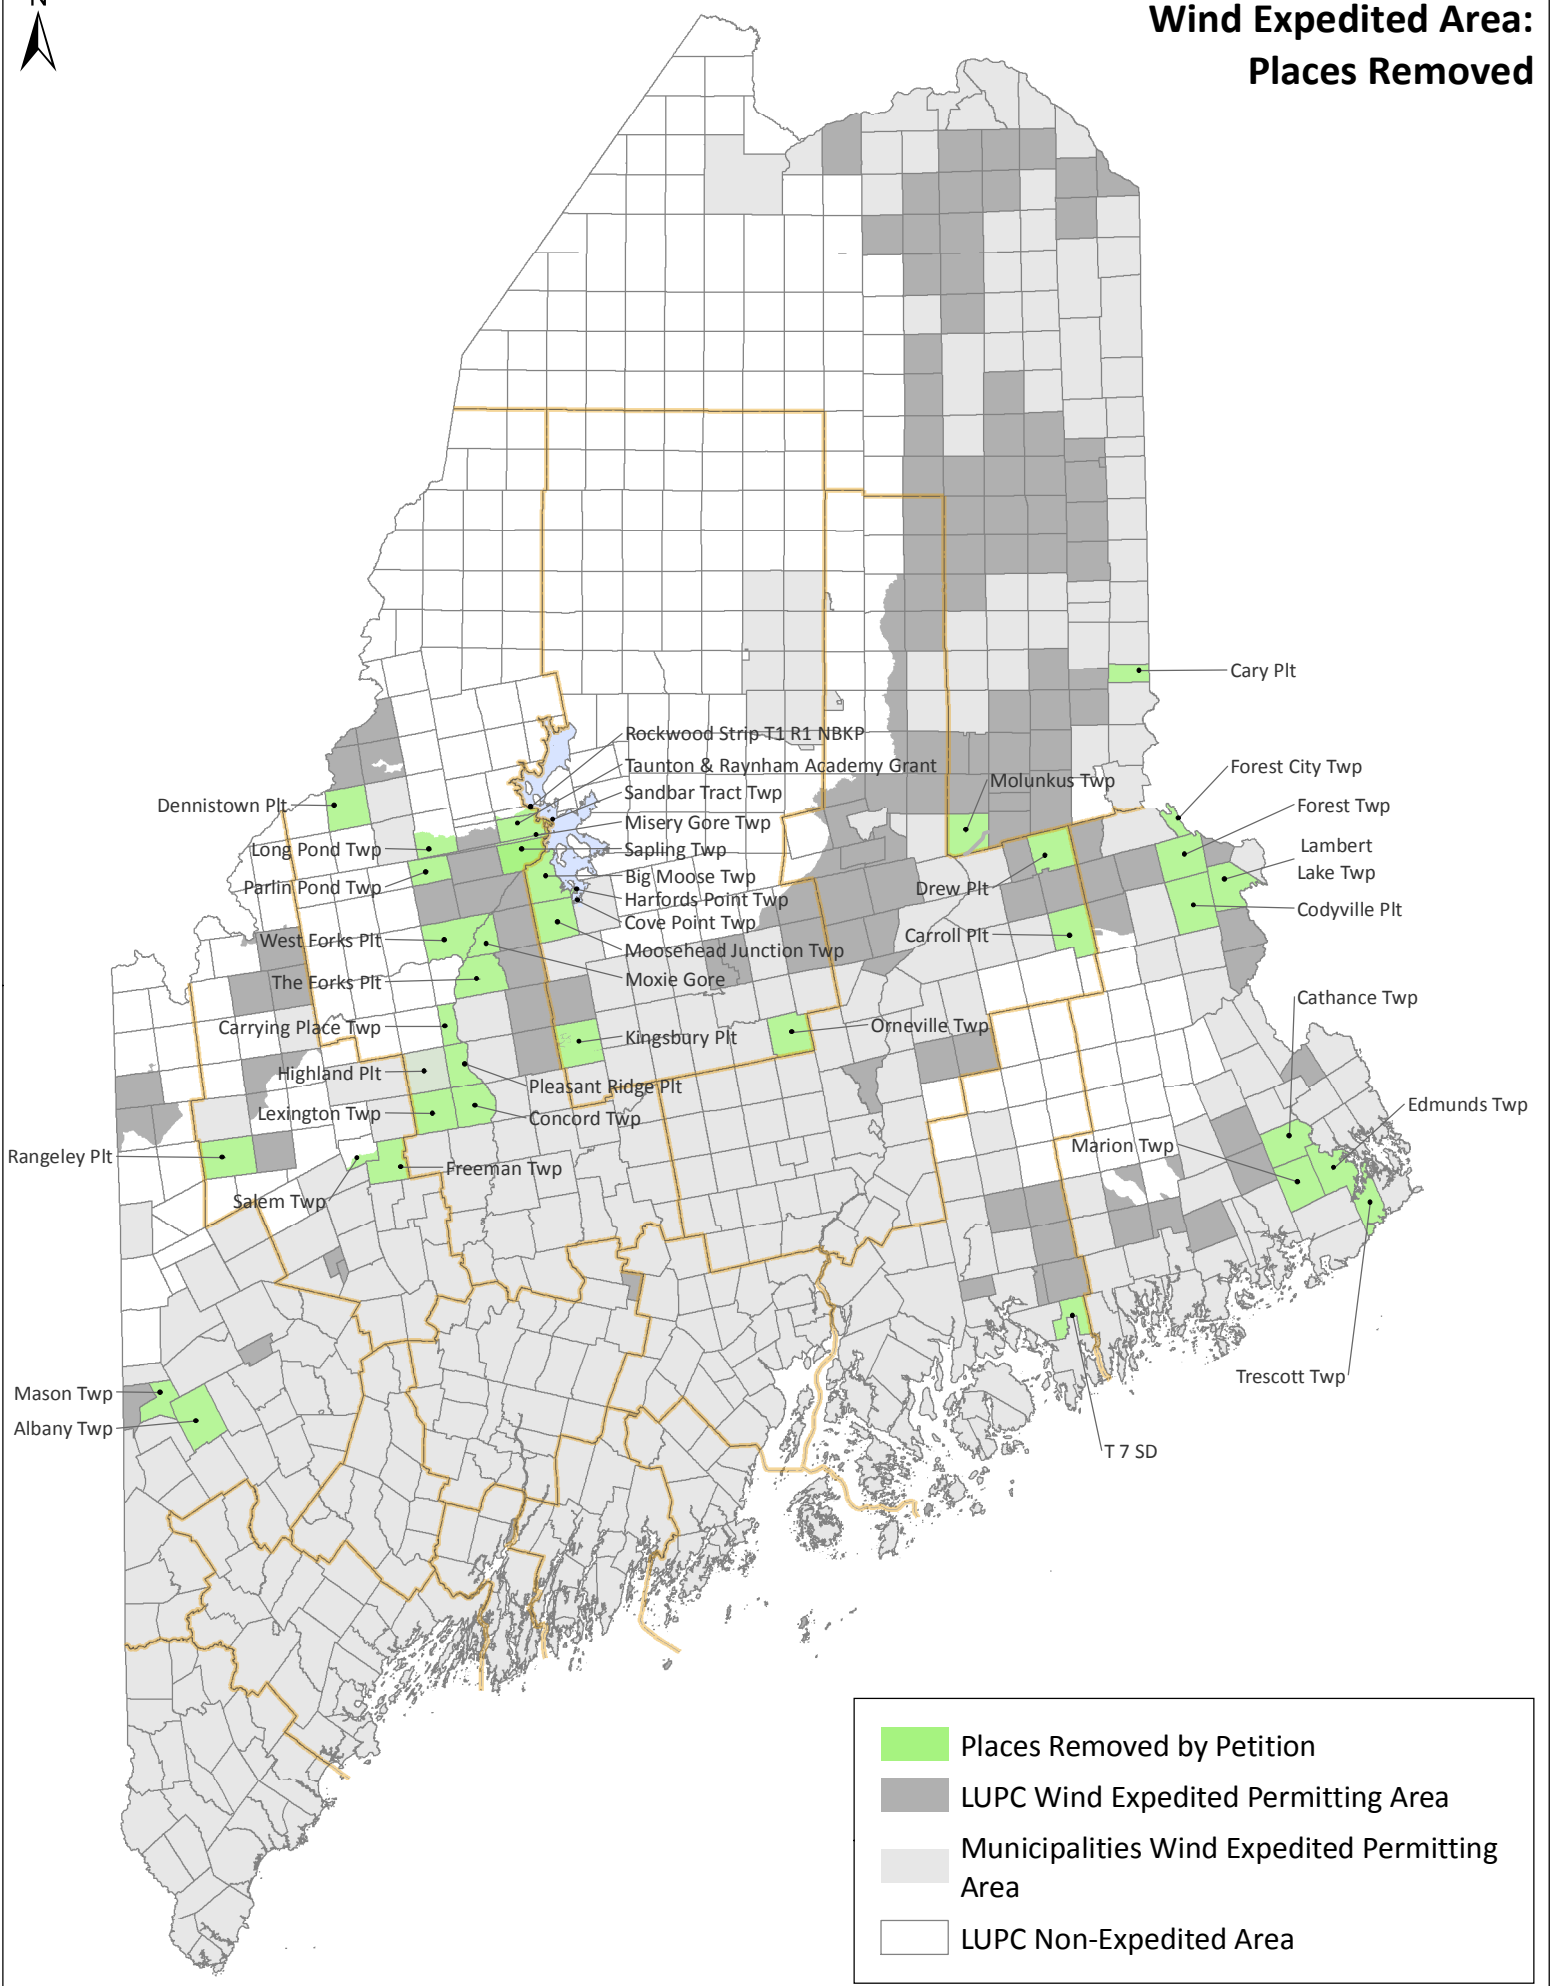 N
Wind Expedited Area:
Places Removed
Cary Plt
Rockwood Strip T1 R1 NBKP
Taunton & Raynham Academy Grant
Sandbar Tract Twp
Misery Gore Twp
Sapling Twp
Big Moose Twp
Harfords Point Twp
Cove Point Twp
Moosehead Junction Twp
Moxie Gore
Molunkus Twp
Forest City Twp
Forest Twp
Lambert
Lake Twp
Codyville Plt
Drew Plt
Carroll Plt
Dennistown Plt
Long Pond Twp
Parlin Pond Twp
West Forks Plt
The Forks Plt
Carrying Place Twp
Highland Plt
Lexington Twp
Rangeley Plt
Salem Twp
Kingsbury Plt
Orneville Twp
Pleasant Ridge Plt
Concord Twp
Freeman Twp
Cathance Twp
Edmunds Twp
Marion Twp
Trescott Twp
T 7 SD
Mason Twp
Albany Twp
Places Removed by Petition
LUPC Wind Expedited Permitting Area
Municipalities Wind Expedited Permitting
Area
LUPC Non-Expedited Area